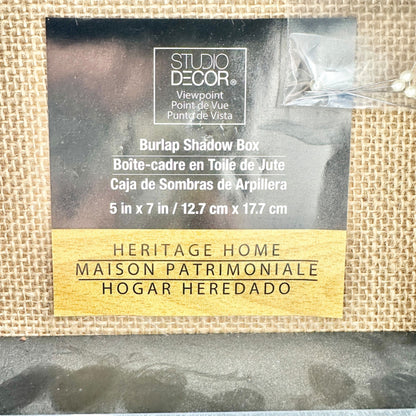 STUDIO
DECOR®
Viewpoint
Point de Vue
Punto de Vista
Burlap Shadow Box
Boîte-cadre en Toile de Jute
Caja de Sombras de Arpillera
5 in x 7 in / 12.7 cm x 17.7 cm
HERITAGE HOME
MAISON PATRIMONIALE
HOGAR HEREDADO